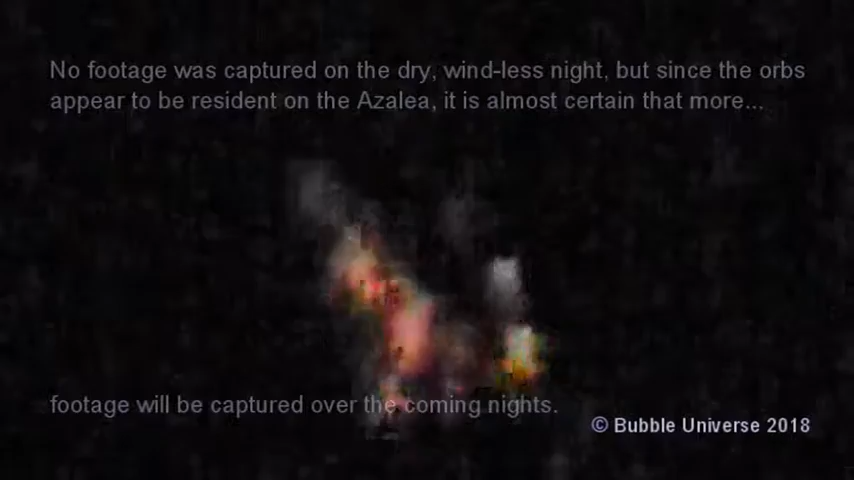 No footage was captured on the dry, wind-less night, but since the orbs
appear to be resident on the Azalea, it is almost certain that more...
footage will be captured over the coming nights.
© Bubble Universe 2018